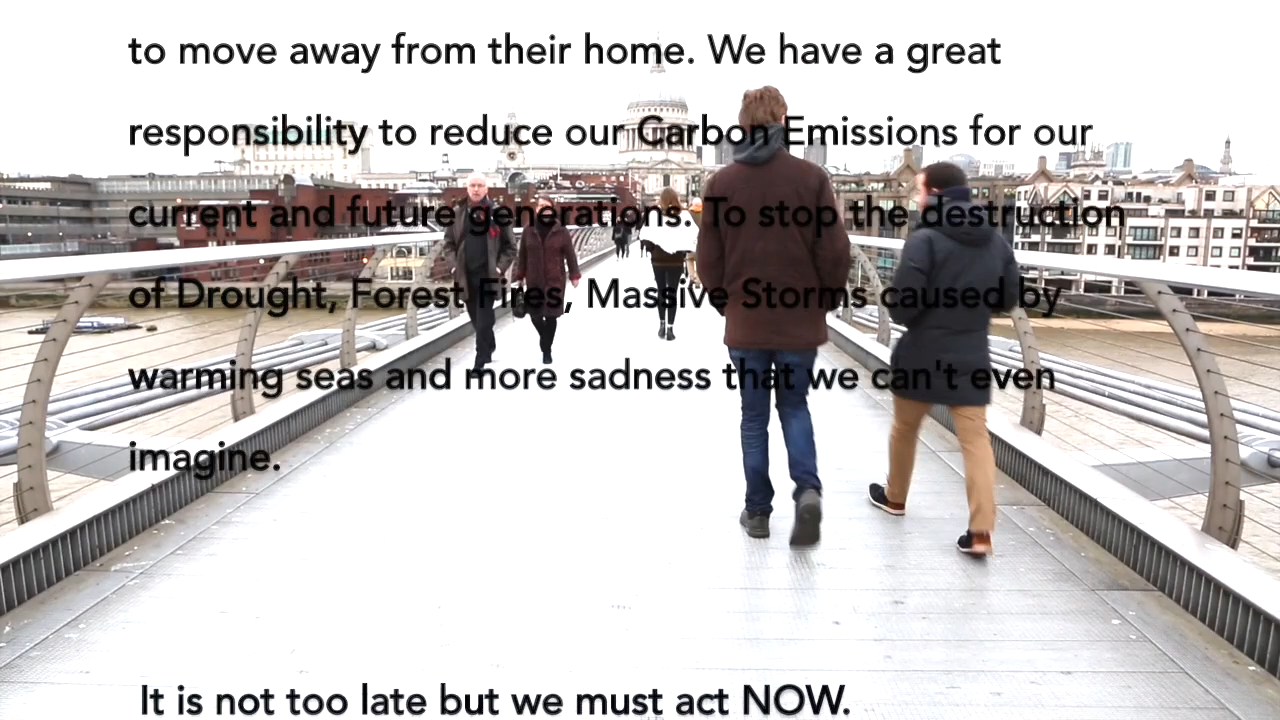 to move away from their home. We have a great
responsibility to reduce our Carbon Emissions for our
current and future generations. To stop the destruction
of Drought, Forest Fires, Massive Storms caused by
warming seas and more sadness that we can't even
imagine.
It is not too late but we must act NOW.